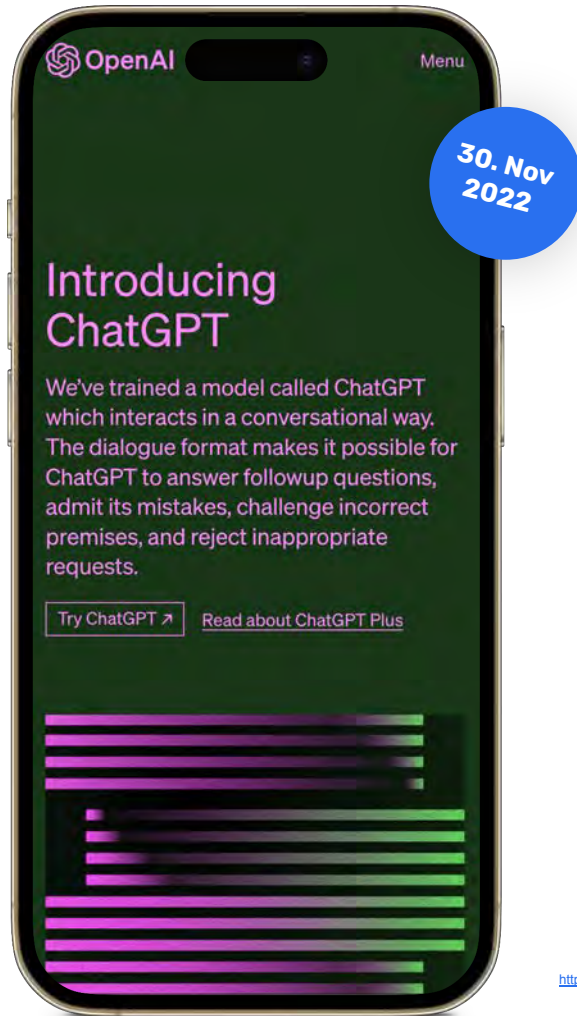 OpenAI
Menu
30. Nov
2022
Introducing
ChatGPT
We've trained a model called ChatGPT
which interacts in a conversational way.
The dialogue format makes it possible for
ChatGPT to answer followup questions,
admit its mistakes, challenge incorrect
premises, and reject inappropriate
requests.
Try ChatGPT ↗
Read about ChatGPT Plus